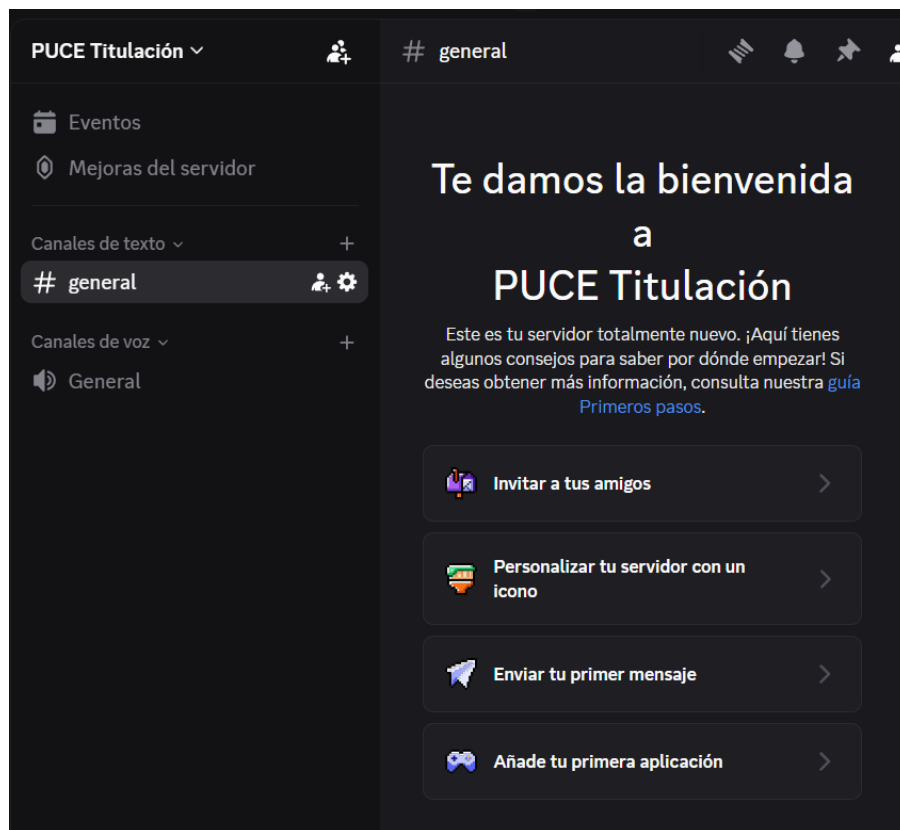 PUCE Titulación
Eventos
Mejoras del servidor
Canales de texto
# general
Canales de voz
General
# general
Te damos la bienvenida
a
PUCE Titulación
Este es tu servidor totalmente nuevo. ¡Aquí tienes
algunos consejos para saber por dónde empezar! Si
deseas obtener más información, consulta nuestra guía
Primeros pasos.
Invitar a tus amigos
Personalizar tu servidor con un
icono
Enviar tu primer mensaje
Añade tu primera aplicación